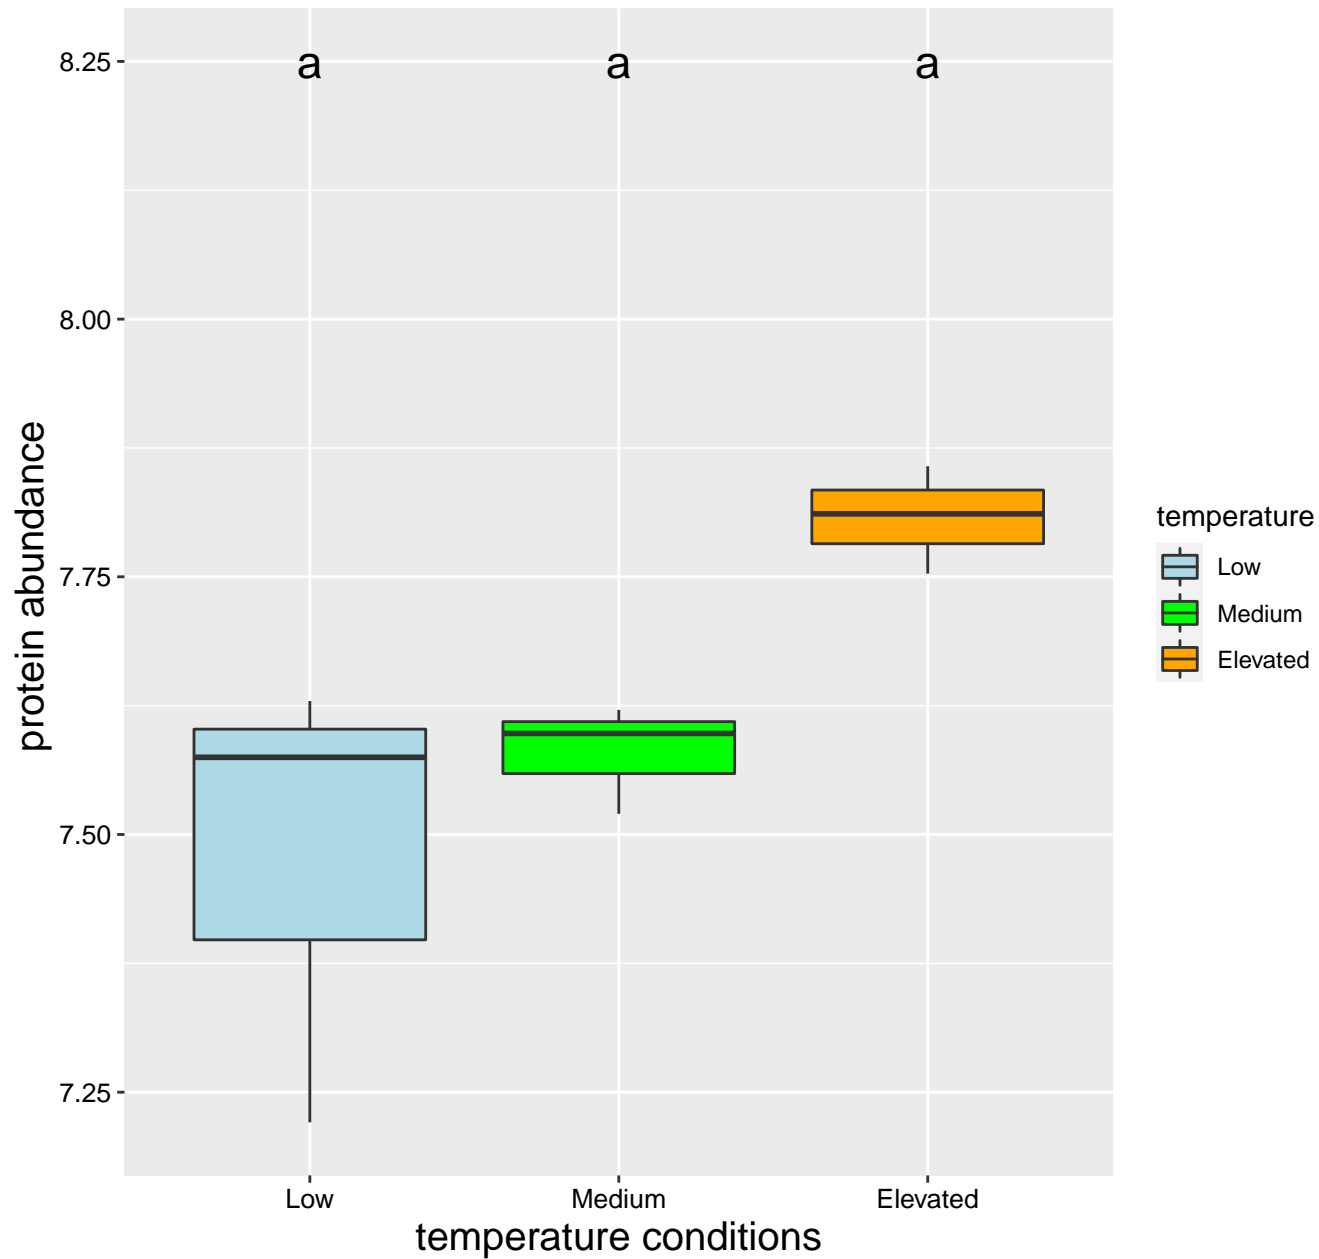 a a a
8.25
8.00
7.75
7.50
7.25
protein abundance
Low Medium Elevated
temperature conditions
temperature
Low
Medium
Elevated